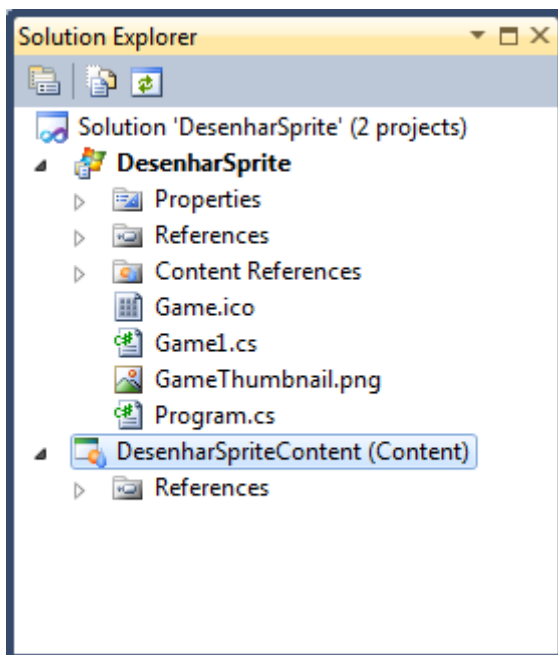 Solution Explorer
Solution 'DesenharSprite' (2 projects)
DesenharSprite
Properties
References
Content References
Game.ico
Game1.cs
GameThumbnail.png
Program.cs
DesenharSpriteContent (Content)
References